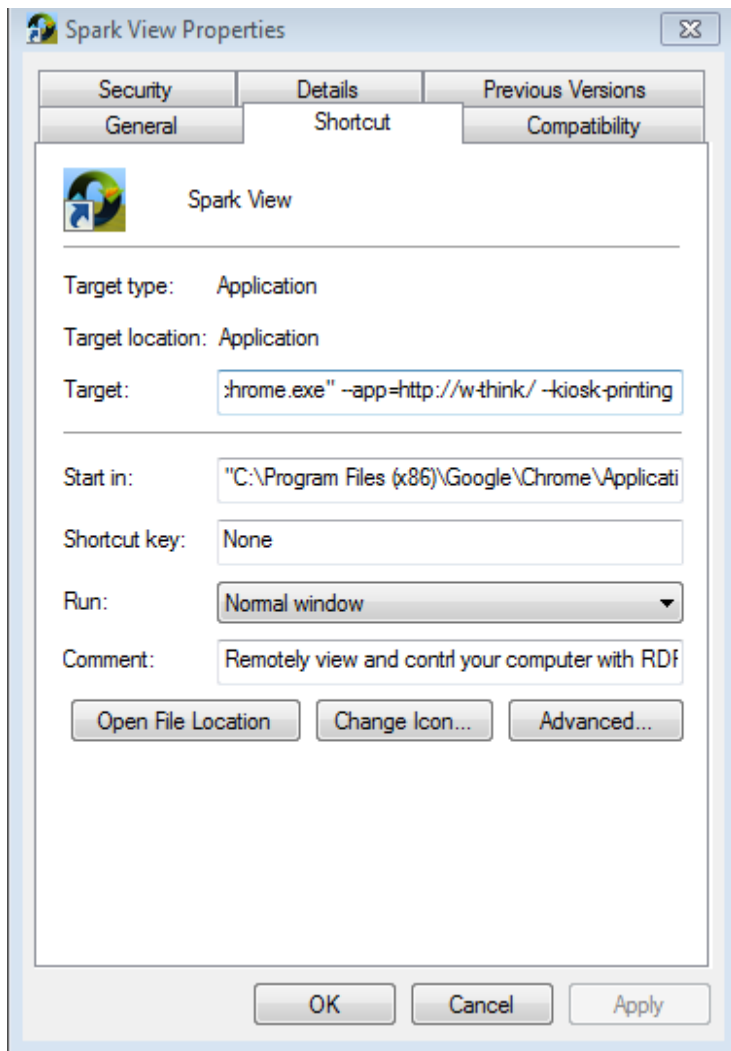 Spark View Properties
Security Details Previous Versions
General Shortcut Compatibility
Spark View
Target type: Application
Target location: Application
Target: :hrome.exe" --app=http://w-think/ --kiosk-printing
Start in: "C:\Program Files (x86)\Google\Chrome\Applicati
Shortcut key: None
Run: Normal window
Comment: Remotely view and contrl your computer with RDF
Open File Location Change Icon... Advanced...
OK Cancel Apply